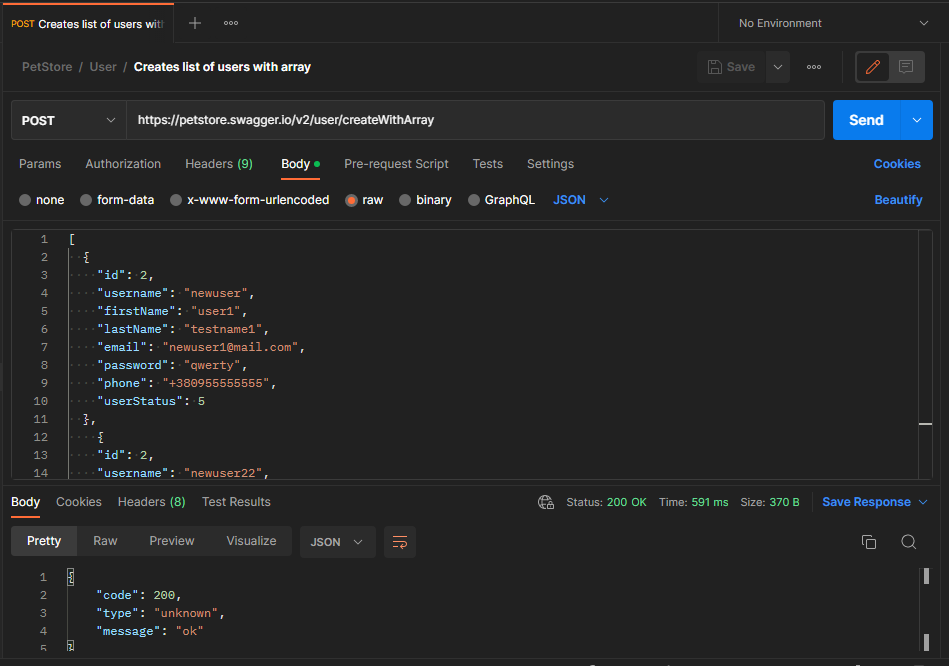 POST Creates list of users with
No Environment
PetStore / User / Creates list of users with array
Save
POST https://petstore.swagger.io/v2/user/createWithArray Send
Params Authorization Headers (9) Body Pre-request Script Tests Settings Cookies
none form-data x-www-form-urlencoded raw binary GraphQL JSON Beautify
1 [
2 {
3 "id": 2,
4 "username": "newuser",
5 "firstName": "user1",
6 "lastName": "testname1",
7 "email": "newuser1@mail.com",
8 "password": "qwerty",
9 "phone": "+380955555555",
10 "userStatus": 5
11 },
12 {
13 "id": 2,
14 "username": "newuser22",
Body Cookies Headers (8) Test Results Status: 200 OK Time: 591 ms Size: 370 B Save Response
Pretty Raw Preview Visualize JSON
1 {
2 "code": 200,
3 "type": "unknown",
4 "message": "ok"
5 }